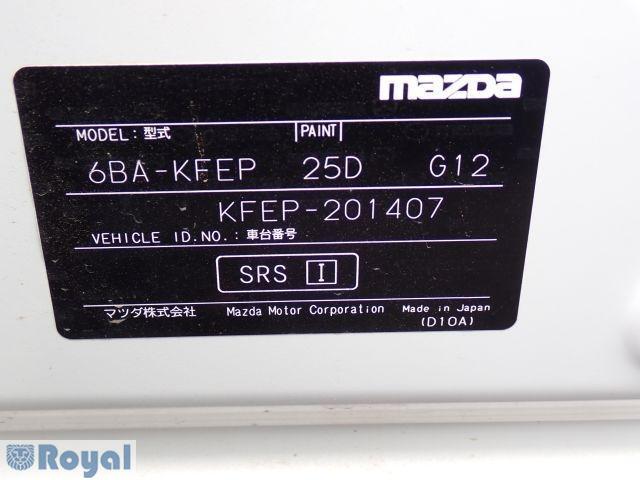 mazda
MODEL: 型式 PAINT
6BA-KFEP 25D G12
KFEP-201407
VEHICLE ID.NO.: 車台番号
SRS I
マツダ株式会社 Mazda Motor Corporation Made in Japan
(D10A)
Royal